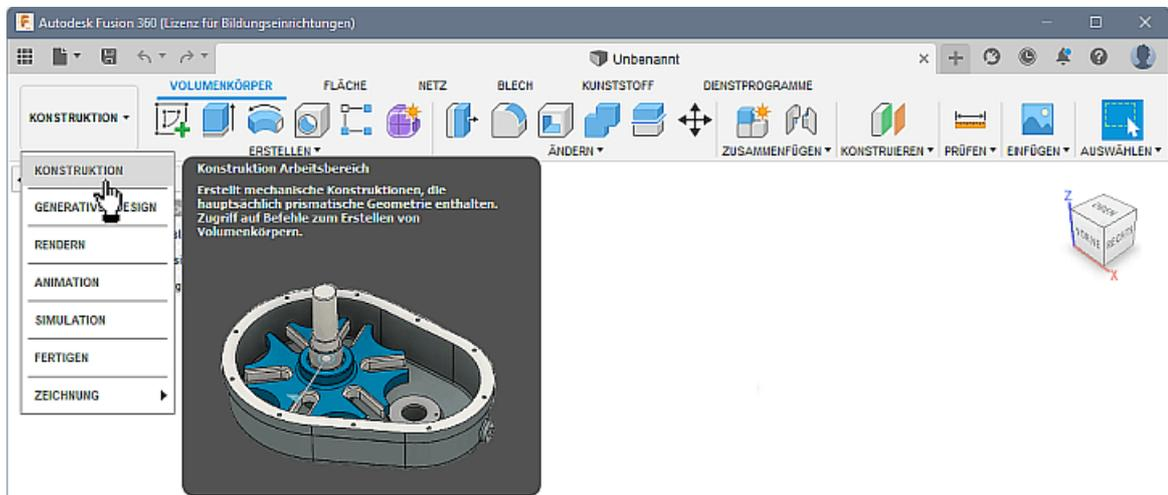 Autodesk Fusion 360 (Lizenz für Bildungseinrichtungen)
Unbenannt
VOLUMENKÖRPER FLÄCHE NETZ BLECH KUNSTSTOFF DIENSTPROGRAMME
KONSTRUKTION
ERSTELLEN ÄNDERN ZUSAMMENFÜGEN KONSTRUIEREN PRÜFEN EINFÜGEN AUSWÄHLEN
KONSTRUKTION
GENERATIVES DESIGN
RENDERN
ANIMATION
SIMULATION
FERTIGEN
ZEICHNUNG
Konstruktion Arbeitsbereich
Erstellt mechanische Konstruktionen, die
hauptsächlich prismatische Geometrie enthalten.
Zugriff auf Befehle zum Erstellen von
Volumenkörpern.
Z
OBEN
VORNE RECHTS
X